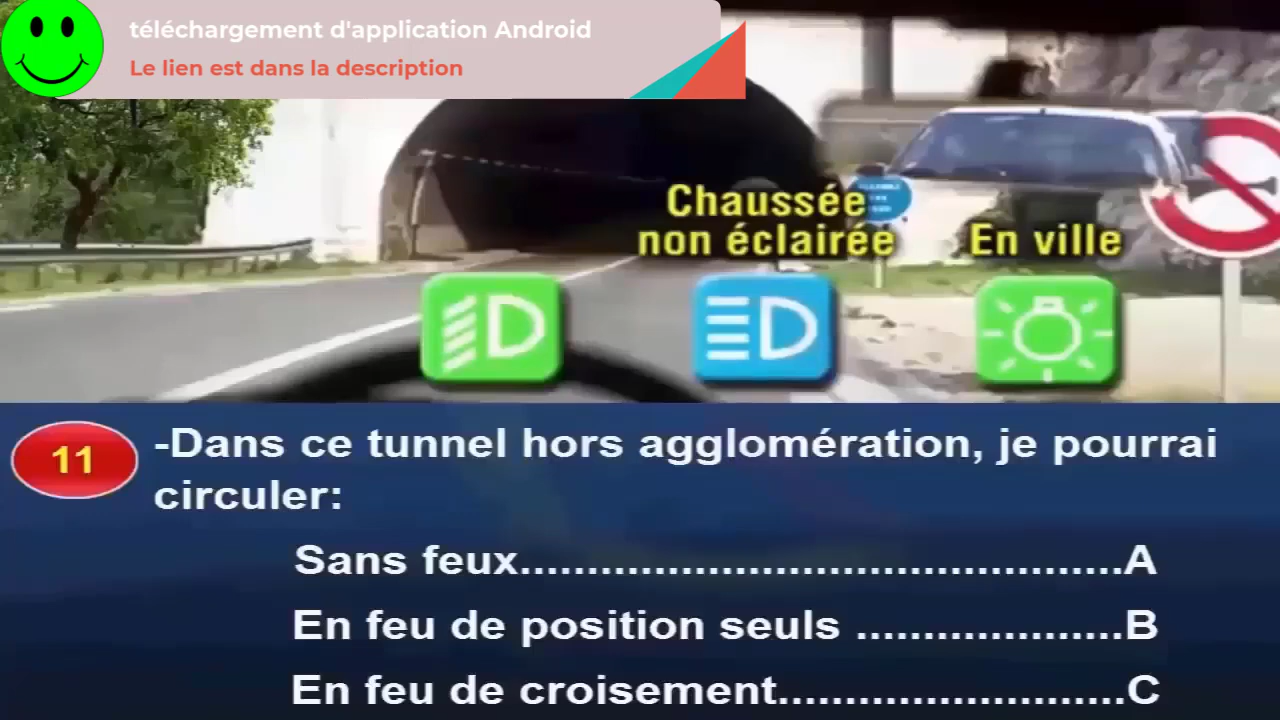 téléchargement d'application Android
Le lien est dans la description
Chaussée
non éclairée
En ville
11
-Dans ce tunnel hors agglomération, je pourrai
circuler:
Sans feux.............................................A
En feu de position seuls ....................B
En feu de croisement..........................C